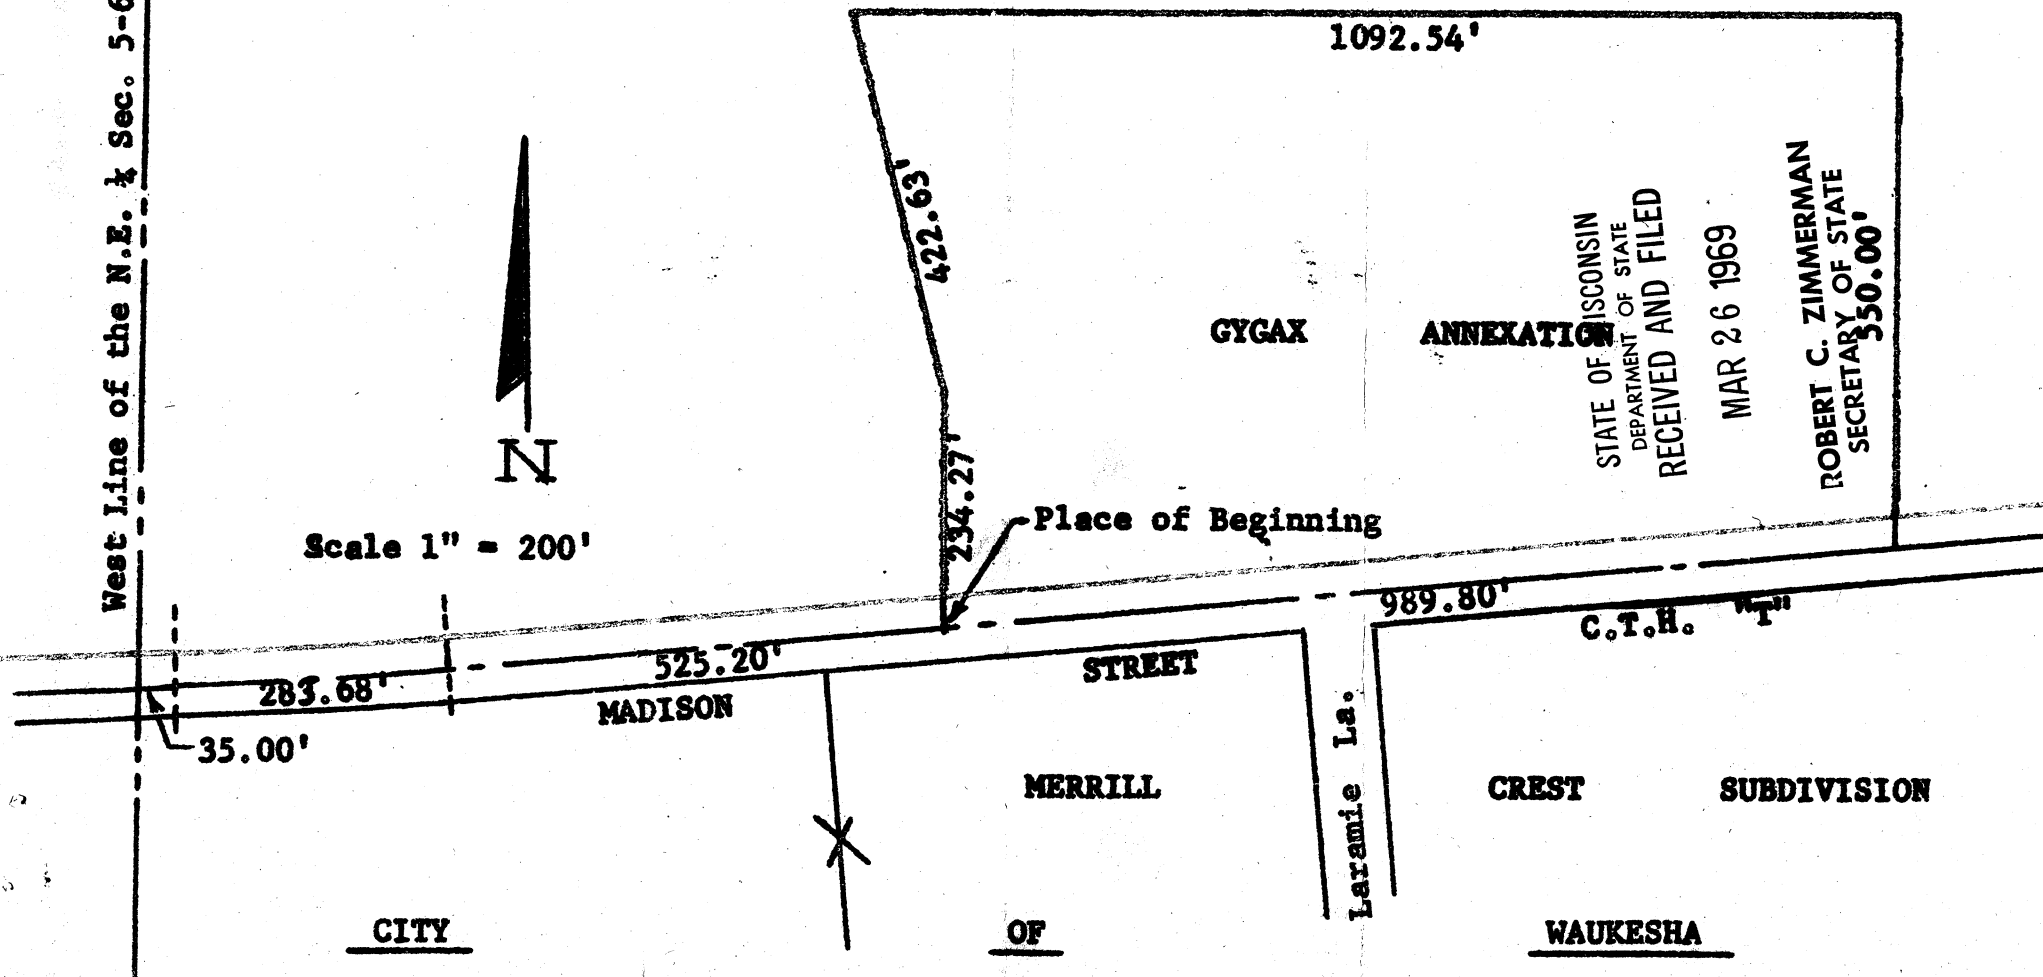 1092.54'
West Line of the N.E. ¼ Sec. 5-6
422.63'
GYGAX ANNEXATION
STATE OF WISCONSIN
DEPARTMENT OF STATE
RECEIVED AND FILED
MAR 26 1969
ROBERT C. ZIMMERMAN
SECRETARY OF STATE
550.00'
N
234.27'
Place of Beginning
Scale 1" = 200'
989.80'
C.T.H. "T"
525.20'
STREET
283.68'
MADISON
35.00'
Laramie La.
MERRILL CREST SUBDIVISION
CITY OF WAUKESHA